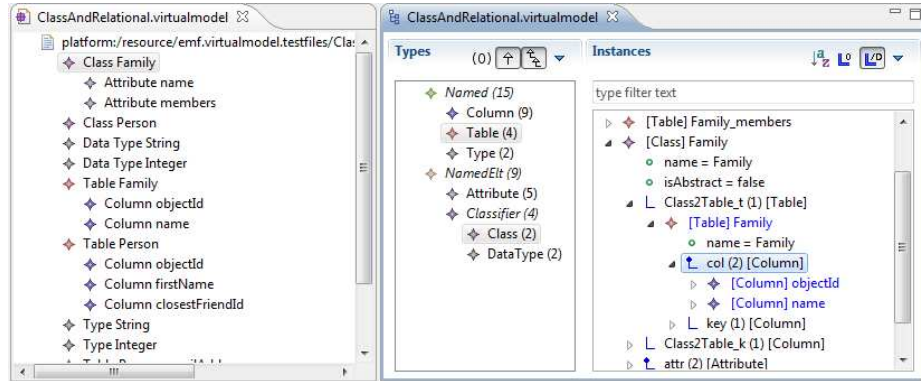 ClassAndRelational.virtualmodel
platform:/resource/emf.virtualmodel.testfiles/Clas
Class Family
Attribute name
Attribute members
Class Person
Data Type String
Data Type Integer
Table Family
Column objectId
Column name
Table Person
Column objectId
Column firstName
Column closestFriendId
Type String
Type Integer
ClassAndRelational.virtualmodel
Types
(0)
Named (15)
Column (9)
Table (4)
Type (2)
NamedElt (9)
Attribute (5)
Classifier (4)
Class (2)
DataType (2)
Instances
type filter text
[Table] Family_members
[Class] Family
name = Family
isAbstract = false
Class2Table_t (1) [Table]
[Table] Family
name = Family
col (2) [Column]
[Column] objectId
[Column] name
key (1) [Column]
Class2Table_k (1) [Column]
attr (2) [Attribute]